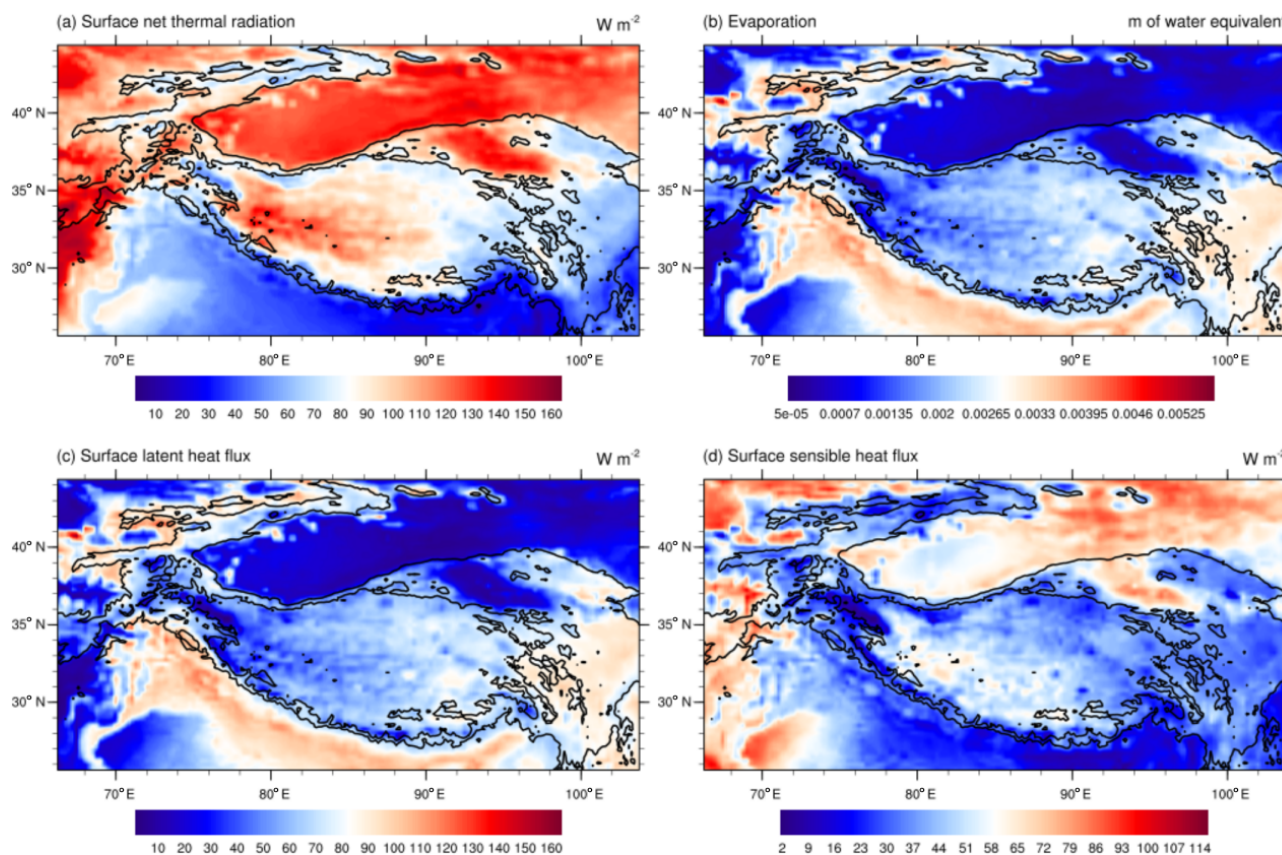 (a) Surface net thermal radiation W m-2
(b) Evaporation m of water equivalent
40° N
35° N
30° N
70° E 80° E 90° E 100° E
10 20 30 40 50 60 70 80 90 100 110 120 130 140 150 160
40° N
35° N
30° N
70° E 80° E 90° E 100° E
5e-05 0.0007 0.00135 0.002 0.00265 0.0033 0.00395 0.0046 0.00525
(c) Surface latent heat flux W m-2
(d) Surface sensible heat flux W m-2
40° N
35° N
30° N
70° E 80° E 90° E 100° E
10 20 30 40 50 60 70 80 90 100 110 120 130 140 150 160
40° N
35° N
30° N
70° E 80° E 90° E 100° E
2 9 16 23 30 37 44 51 58 65 72 79 86 93 100 107 114